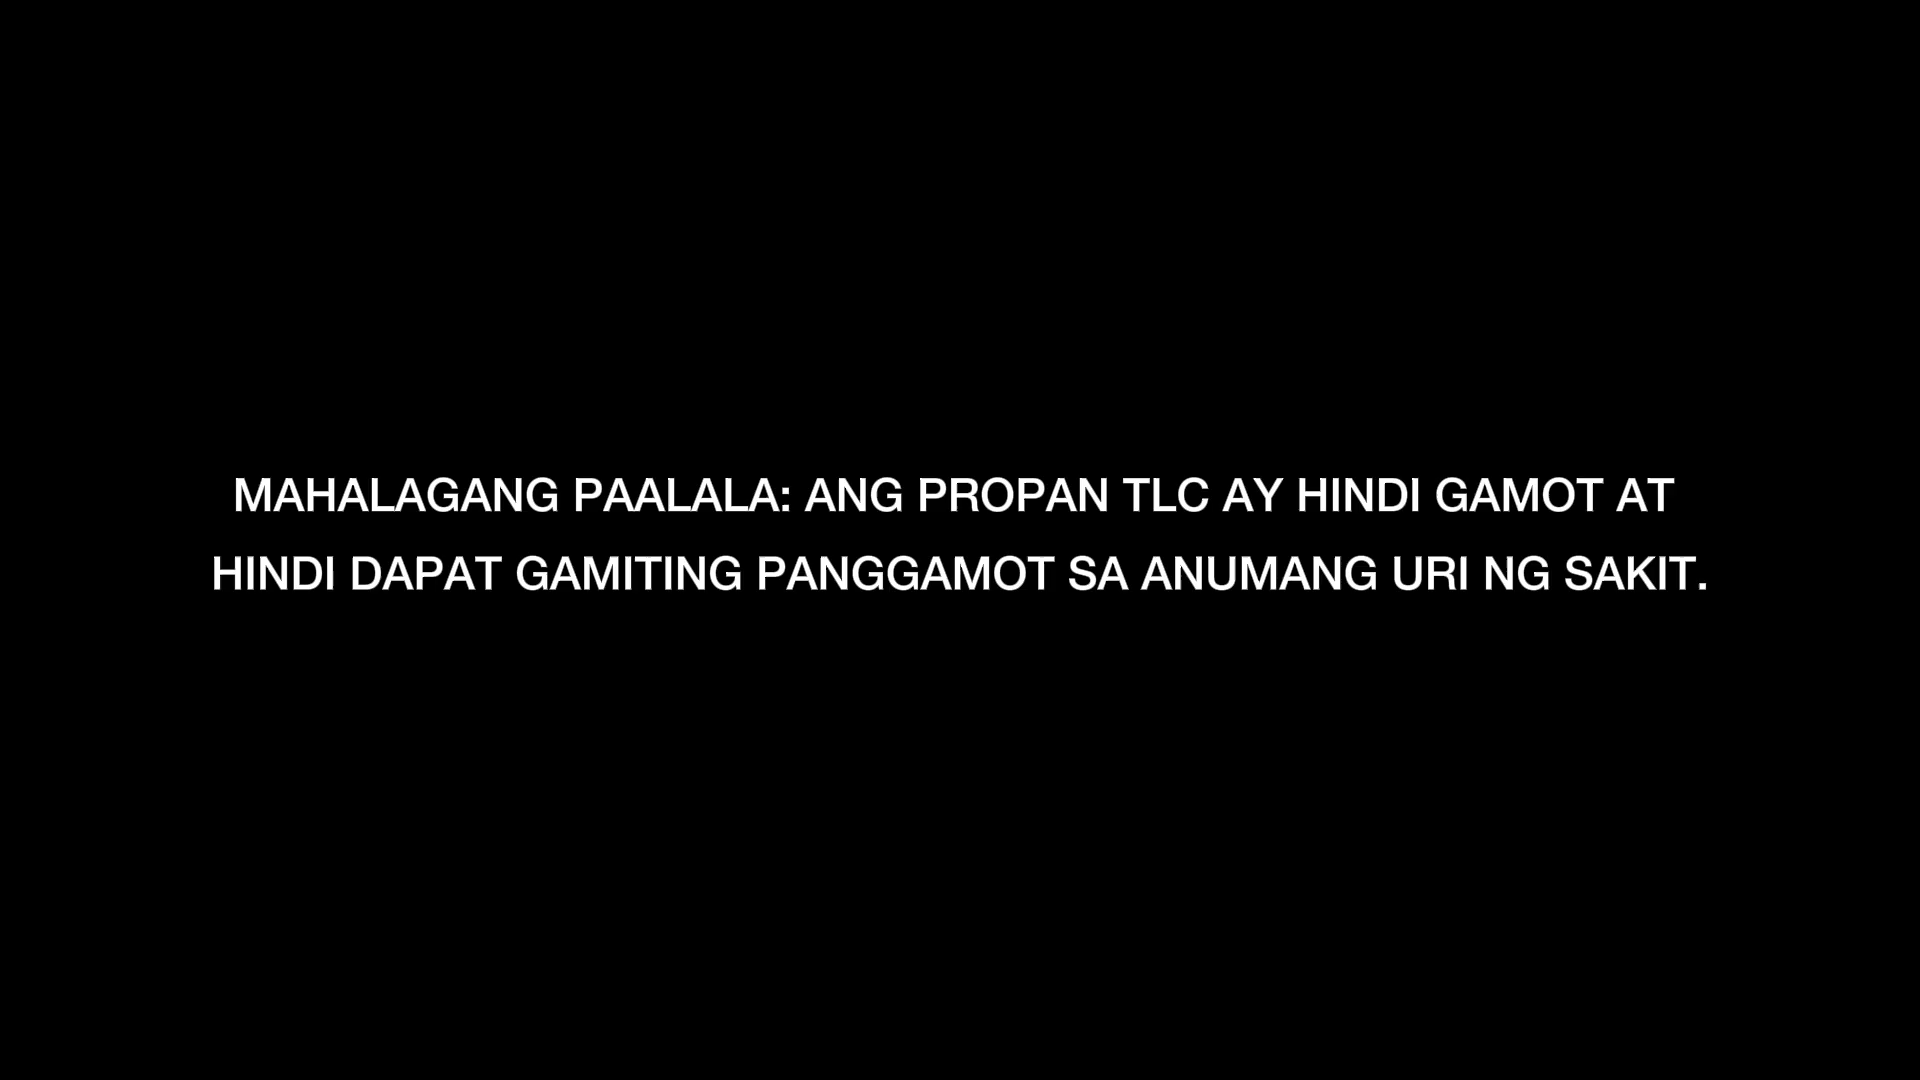 MAHALAGANG PAALALA: ANG PROPAN TLC AY HINDI GAMOT AT
HINDI DAPAT GAMITING PANGGAMOT SA ANUMANG URI NG SAKIT.